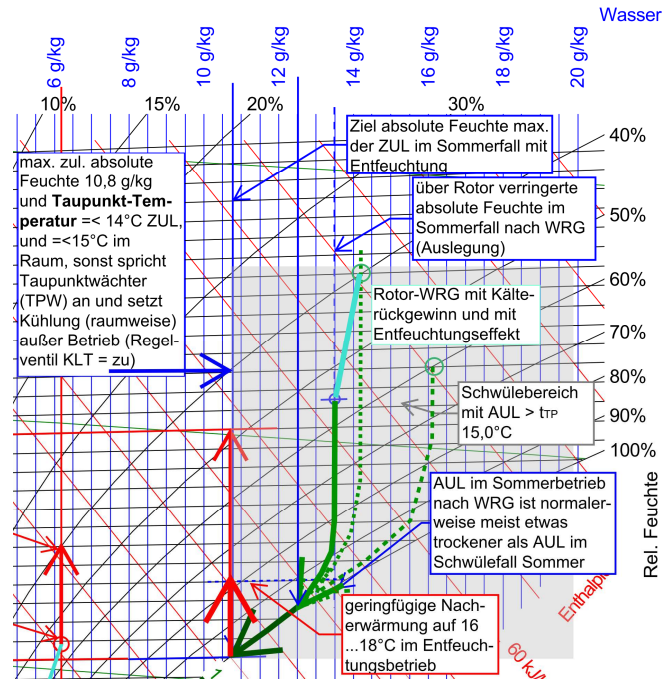 Wasser
6 g/kg
8 g/kg
10 g/kg
12 g/kg
14 g/kg
16 g/kg
18 g/kg
20 g/kg
10%
15%
20%
30%
40%
50%
60%
70%
80%
90%
100%
Rel. Feuchte
max. zul. absolute
Feuchte 10,8 g/kg
und Taupunkt-Tem-
peratur =< 14°C ZUL,
und =<15°C im
Raum, sonst spricht
Taupunktwächter
(TPW) an und setzt
Kühlung (raumweise)
außer Betrieb (Regel-
ventil KLT = zu)
Ziel absolute Feuchte max.
der ZUL im Sommerfall mit
Entfeuchtung
über Rotor verringerte
absolute Feuchte im
Sommerfall nach WRG
(Auslegung)
Rotor-WRG mit Kälte-
rückgewinn und mit
Entfeuchtungseffekt
Schwülebereich
mit AUL > tTP
15,0°C
AUL im Sommerbetrieb
nach WRG ist normaler-
weise meist etwas
trockener als AUL im
Schwülefall Sommer
geringfügige Nach-
erwärmung auf 16
...18°C im Entfeuch-
tungsbetrieb
Enthalpie
60 kJ/